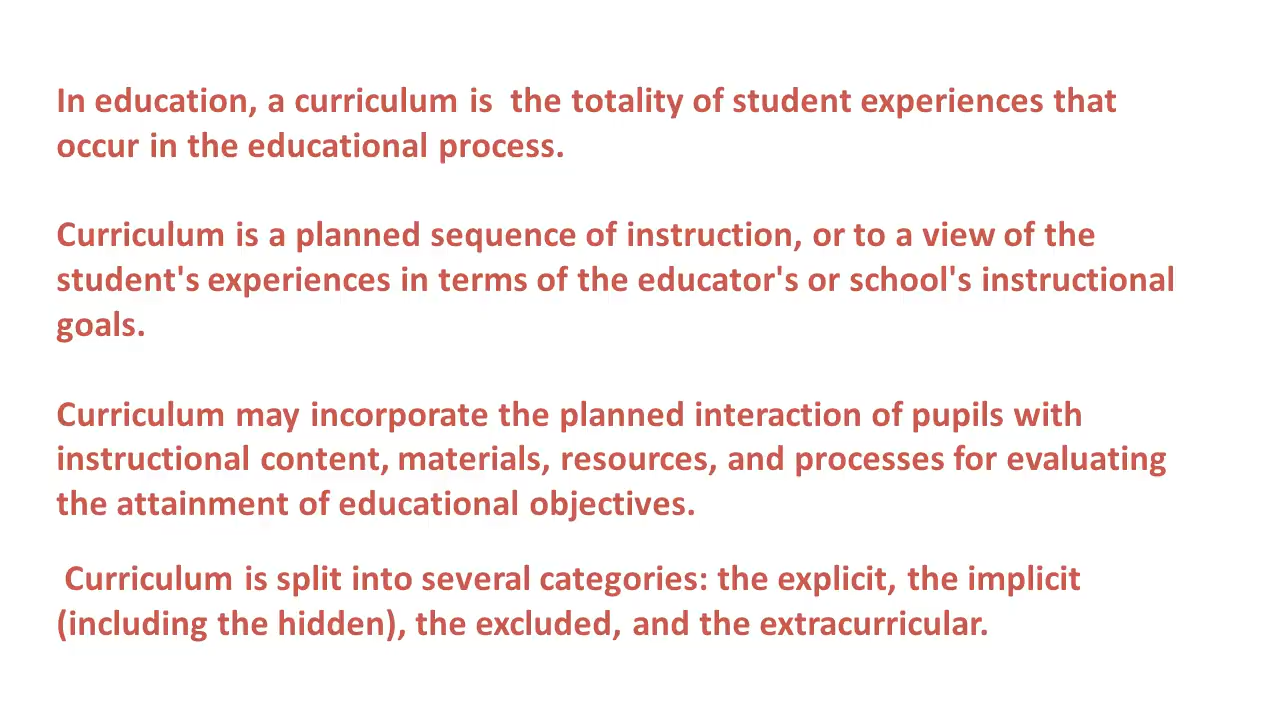 In education, a curriculum is  the totality of student experiences that
occur in the educational process.
Curriculum is a planned sequence of instruction, or to a view of the
student's experiences in terms of the educator's or school's instructional
goals.
Curriculum may incorporate the planned interaction of pupils with
instructional content, materials, resources, and processes for evaluating
the attainment of educational objectives.
Curriculum is split into several categories: the explicit, the implicit
(including the hidden), the excluded, and the extracurricular.